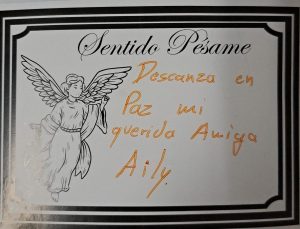 Sentido Pésame
Descanza en
Paz mi
querida Amiga
Aily.